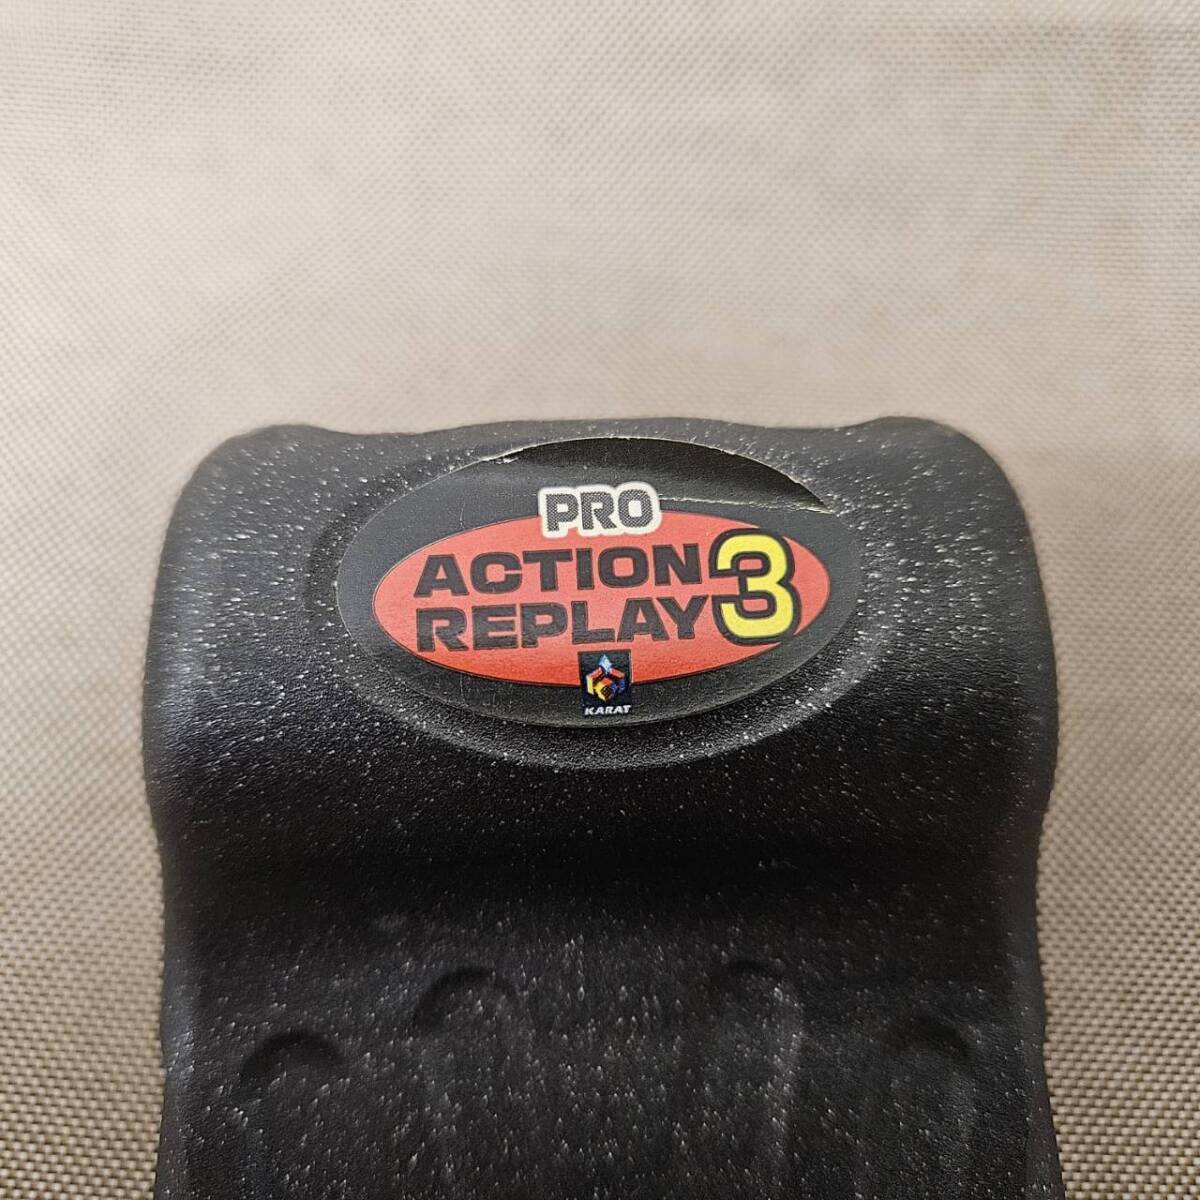 PRO
ACTION
REPLAY 3
KARAT